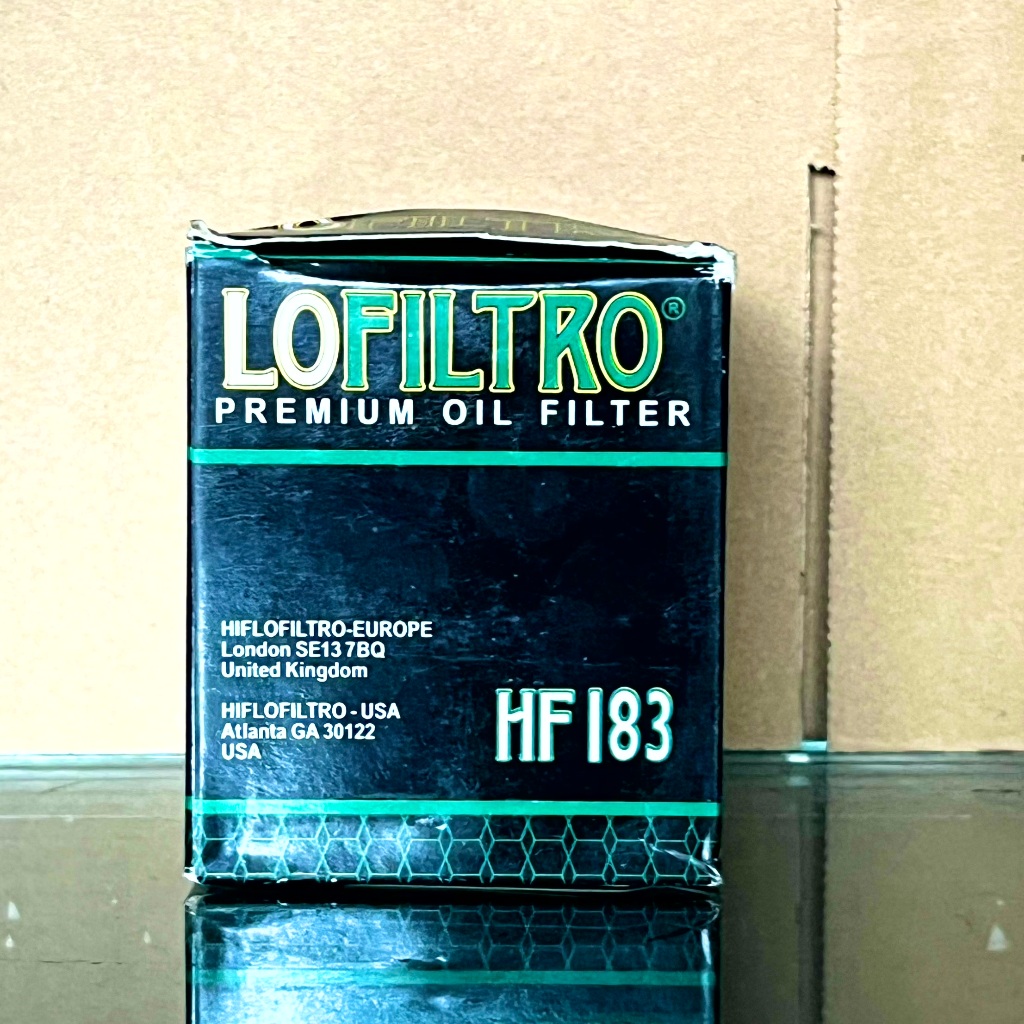 LOFILTRO®
PREMIUM OIL FILTER
HIFLOFILTRO-EUROPE
London SE13 7BQ
United Kingdom
HIFLOFILTRO - USA
Atlanta GA 30122
USA
HF183